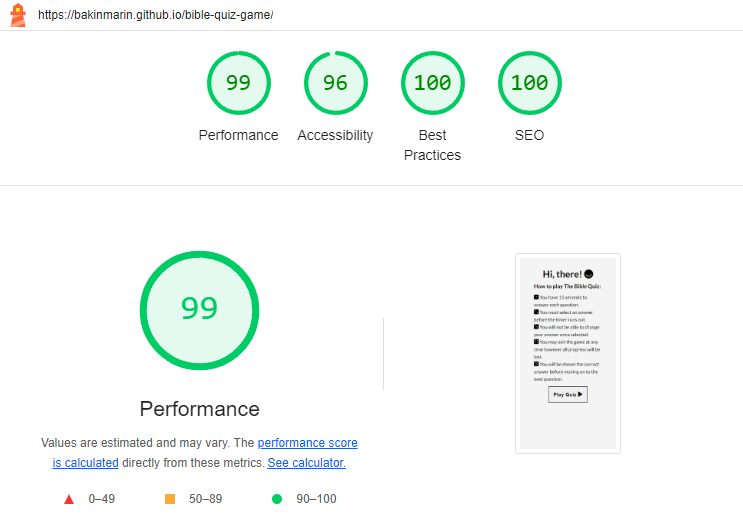 https://bakinmarin.github.io/bible-quiz-game/
99
96
100
100
Performance
Accessibility
Best
Practices
SEO
99
Performance
Values are estimated and may vary. The performance score
is calculated directly from these metrics. See calculator.
0–49
50–89
90–100
Hi, there!
How to play The Bible Quiz:
You have 15 seconds to
answer each question.
You must select an answer
before the timer runs out.
You will not be able to change
your answer once selected.
You may exit the game at any
time however all progress will be
lost.
You will be shown the correct
answer before moving on to the
next question.
Play Quiz